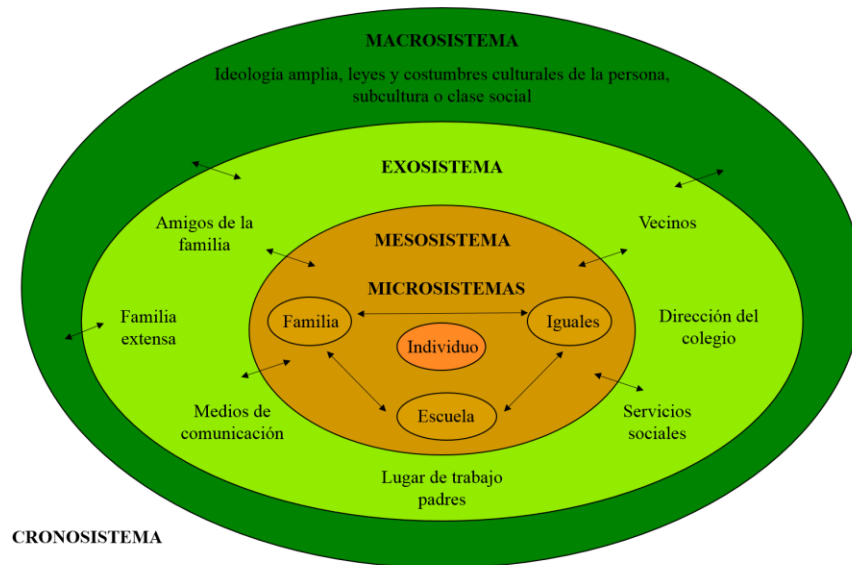 MACROSISTEMA
Ideología amplia, leyes y costumbres culturales de la persona,
subcultura o clase social
EXOSISTEMA
Amigos de la
familia
Vecinos
MESOSISTEMA
MICROSISTEMAS
Familia
extensa
Familia
Iguales
Dirección del
colegio
Individuo
Medios de
comunicación
Escuela
Servicios
sociales
Lugar de trabajo
padres
CRONOSISTEMA